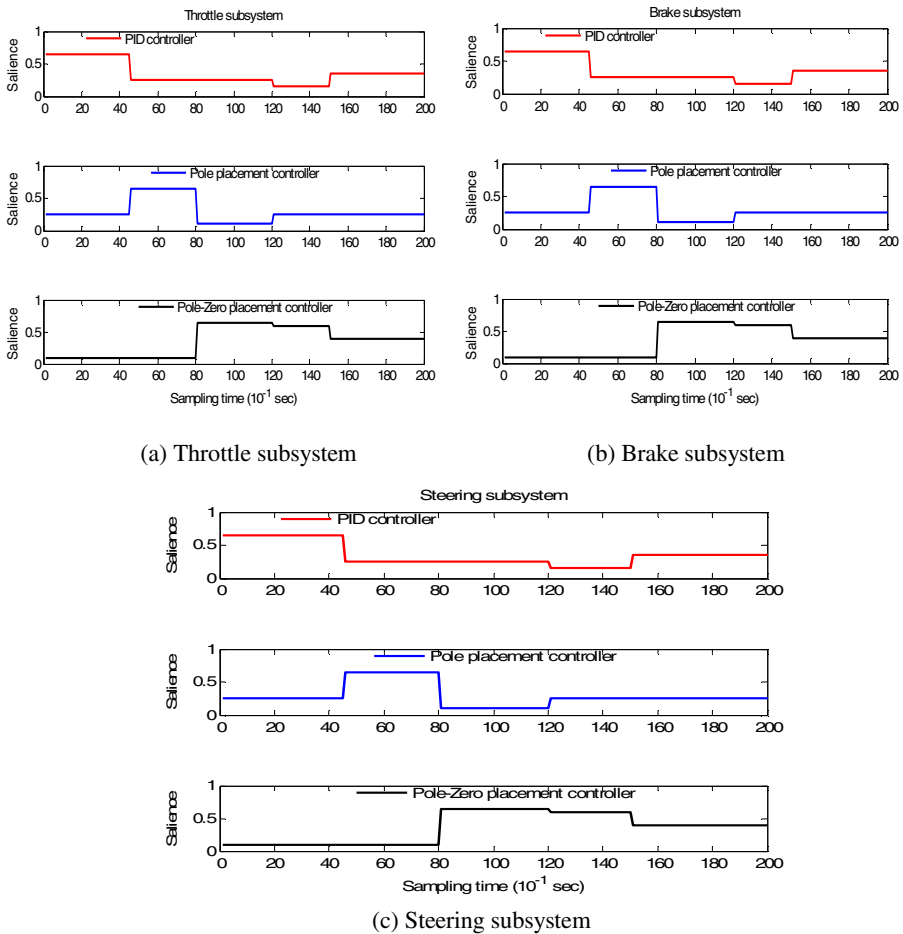 Throttle subsystem
PID controller
Salience
1
0.5
0
0 20 40 60 80 100 120 140 160 180 200
Pole placement controller
Salience
1
0.5
0
0 20 40 60 80 100 120 140 160 180 200
Pole-Zero placement controller
Salience
1
0.5
0
0 20 40 60 80 100 120 140 160 180 200
Sampling time (10⁻¹ sec)
(a) Throttle subsystem
Brake subsystem
PID controller
Salience
1
0.5
0
0 20 40 60 80 100 120 140 160 180 200
Pole placement controller
Salience
1
0.5
0
0 20 40 60 80 100 120 140 160 180 200
Pole-Zero placement controller
Salience
1
0.5
0
0 20 40 60 80 100 120 140 160 180 200
Sampling time (10⁻¹ sec)
(b) Brake subsystem
Steering subsystem
PID controller
Salience
1
0.5
0
0 20 40 60 80 100 120 140 160 180 200
Pole placement controller
Salience
1
0.5
0
0 20 40 60 80 100 120 140 160 180 200
Pole-Zero placement controller
Salience
1
0.5
0
0 20 40 60 80 100 120 140 160 180 200
Sampling time (10⁻¹ sec)
(c) Steering subsystem